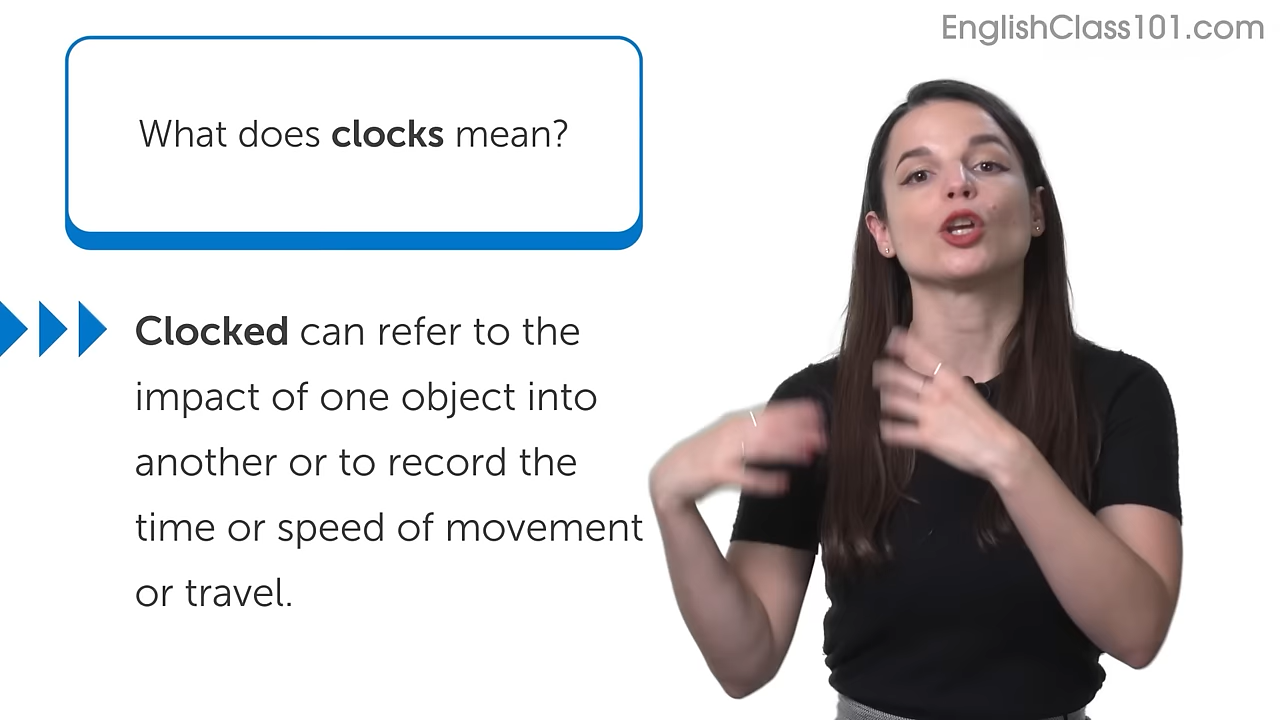 EnglishClass101.com
What does clocks mean?
Clocked can refer to the
impact of one object into
another or to record the
time or speed of movement
or travel.